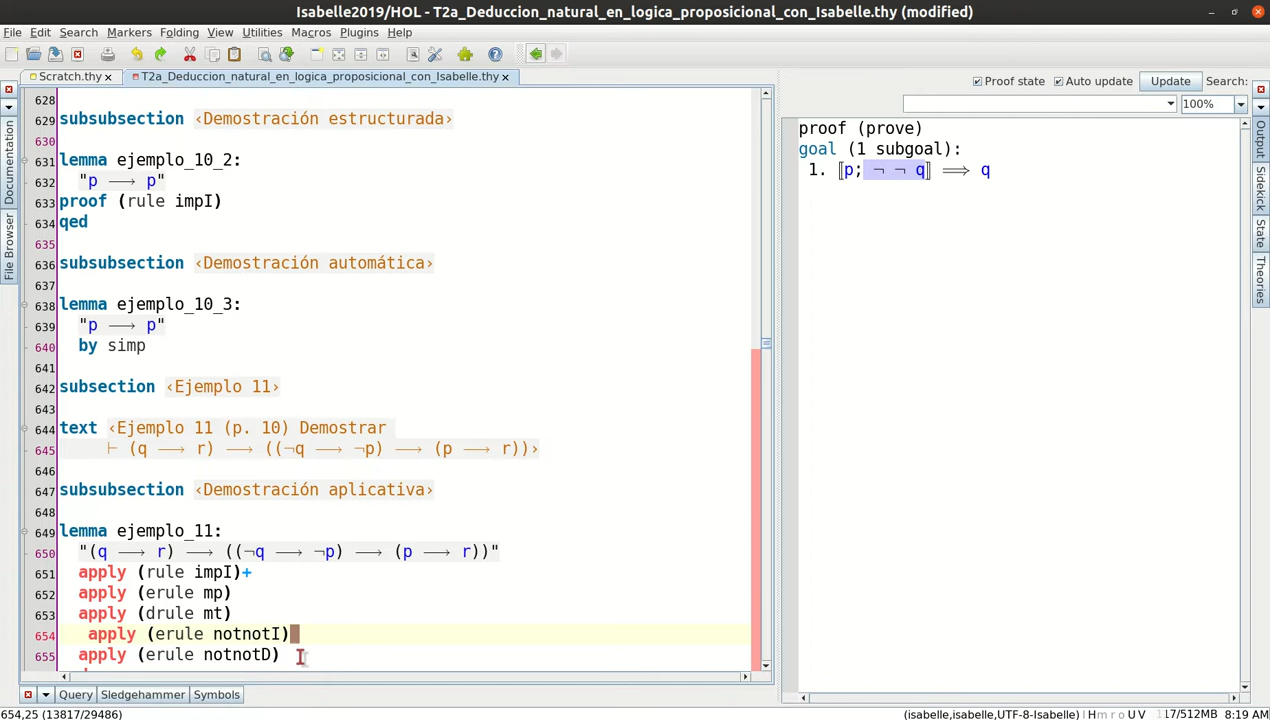 Isabelle2019/HOL - T2a_Deduccion_natural_en_logica_proposicional_con_Isabelle.thy (modified)
File Edit Search Markers Folding View Utilities Macros Plugins Help
Scratch.thy T2a_Deduccion_natural_en_logica_proposicional_con_Isabelle.thy
Proof state Auto update Update Search:
100%
Documentation
File Browser
628
629 subsubsection ‹Demostración estructurada›
630
631 lemma ejemplo_10_2:
632 "p ⟶ p"
633 proof (rule impI)
634 qed
635
636 subsubsection ‹Demostración automática›
637
638 lemma ejemplo_10_3:
639 "p ⟶ p"
640 by simp
641
642 subsection ‹Ejemplo 11›
643
644 text ‹Ejemplo 11 (p. 10) Demostrar
645 ⊢ (q ⟶ r) ⟶ ((¬q ⟶ ¬p) ⟶ (p ⟶ r))›
646
647 subsubsection ‹Demostración aplicativa›
648
649 lemma ejemplo_11:
650 "(q ⟶ r) ⟶ ((¬q ⟶ ¬p) ⟶ (p ⟶ r))"
651 apply (rule impI)+
652 apply (erule mp)
653 apply (drule mt)
654 apply (erule notnotI)
655 apply (erule notnotD)
proof (prove)
goal (1 subgoal):
1. ⟦p; ¬ ¬ q⟧ ⟹ q
Output
Sidekick
State
Theories
Query Sledgehammer Symbols
654,25 (13817/29486)
(isabelle,isabelle,UTF-8-Isabelle) | H m r o U V 117/512MB 8:19 AM